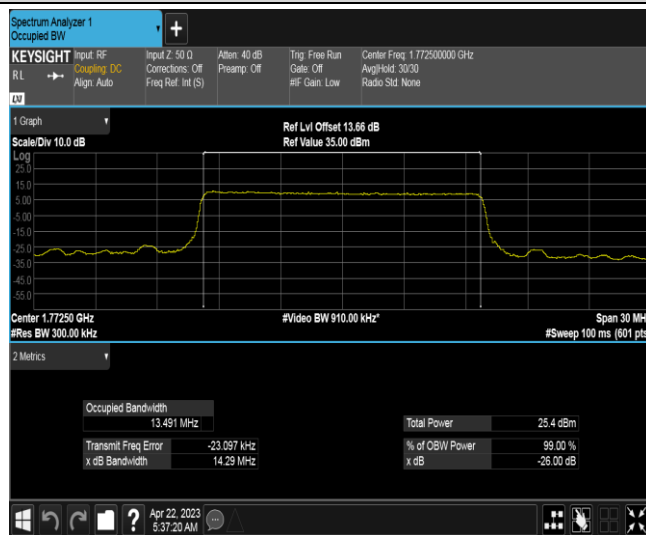 Spectrum Analyzer 1
Occupied BW
KEYSIGHT Input: RF Input Z: 50 Ω Atten: 40 dB Trig: Free Run Center Freq: 1.772500000 GHz
RL Coupling: DC Corrections: Off Preamp: Off Gate: Off Avg|Hold: 30/30
Align: Auto Freq Ref: Int (S) #IF Gain: Low Radio Std: None
LXI
1 Graph
Ref Lvl Offset 13.66 dB
Scale/Div 10.0 dB Ref Value 35.00 dBm
Log
25.0
15.0
5.00
-5.00
-15.0
-25.0
-35.0
-45.0
-55.0
Center 1.77250 GHz #Video BW 910.00 kHz* Span 30 MH
#Res BW 300.00 kHz #Sweep 100 ms (601 pts
2 Metrics
Occupied Bandwidth
13.491 MHz Total Power 25.4 dBm
Transmit Freq Error -23.097 kHz % of OBW Power 99.00 %
x dB Bandwidth 14.29 MHz x dB -26.00 dB
Apr 22, 2023
5:37:20 AM